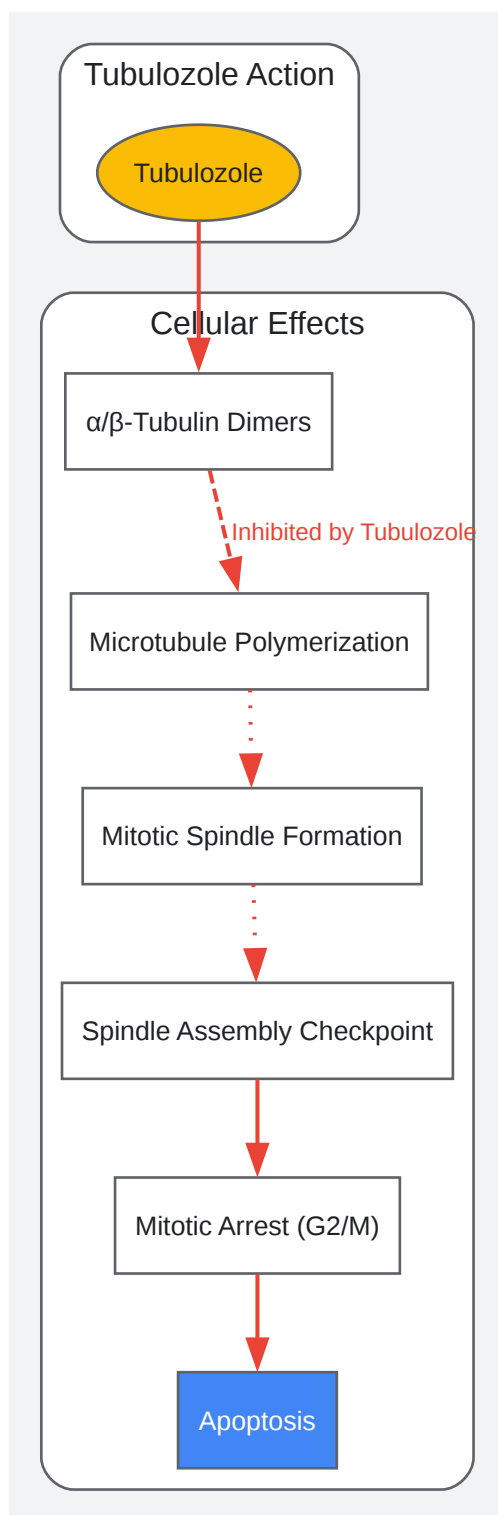 Tubulozole Action
Tubulozole
Cellular Effects
α/β-Tubulin Dimers
Inhibited by Tubulozole
Microtubule Polymerization
Mitotic Spindle Formation
Spindle Assembly Checkpoint
Mitotic Arrest (G2/M)
Apoptosis